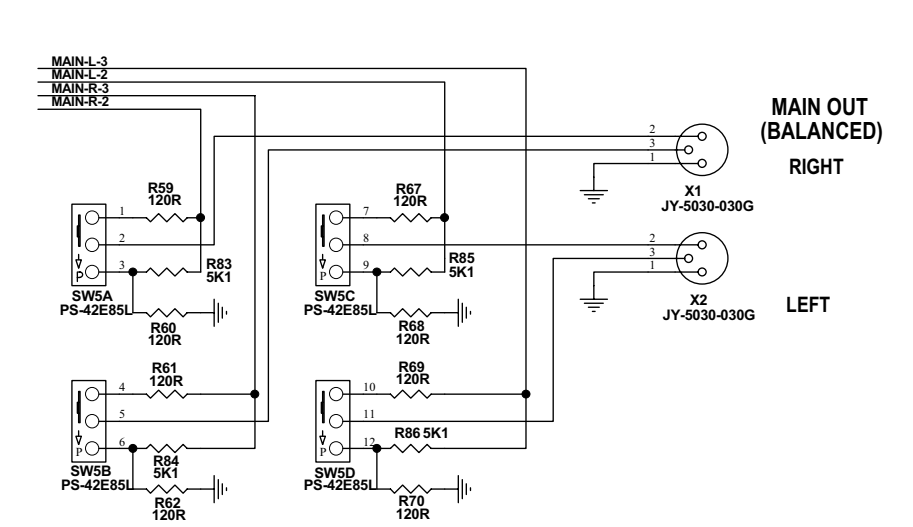 MAIN-L-3
MAIN-L-2
MAIN-R-3
MAIN-R-2
MAIN OUT
(BALANCED)
RIGHT
2
3
1
X1
JY-5030-030G
R59
120R
1
2
3
P
R83
5K1
SW5A
PS-42E85L
R60
120R
R67
120R
7
8
9
P
R85
5K1
SW5C
PS-42E85L
R68
120R
2
3
1
X2
JY-5030-030G
LEFT
R61
120R
4
5
6
P
R84
5K1
SW5B
PS-42E85L
R62
120R
R69
120R
10
11
12
P
R86 5K1
SW5D
PS-42E85L
R70
120R